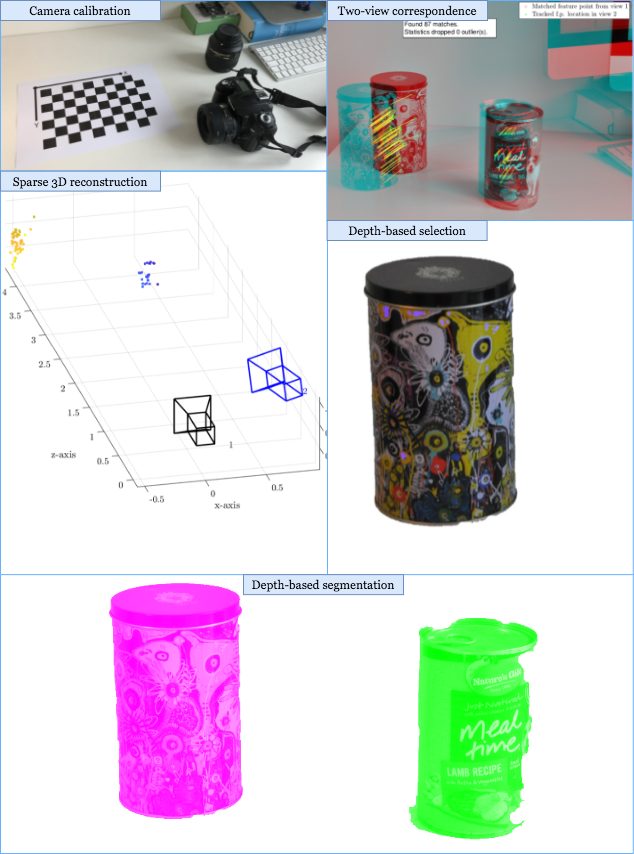 Camera calibration
Two-view correspondence
Found 87 matches.
Statistics dropped 0 outlier(s).
Matched feature point from view 1
Tracked f.p. location in view 2
X
Y
Meal
time
Sparse 3D reconstruction
4
3.5
3
2.5
2
1.5
1
0.5
0
z-axis
-0.5
0
0.5
x-axis
1
2
Depth-based selection
Depth-based segmentation
Nature's
Meal
time
LAMB RECIPE